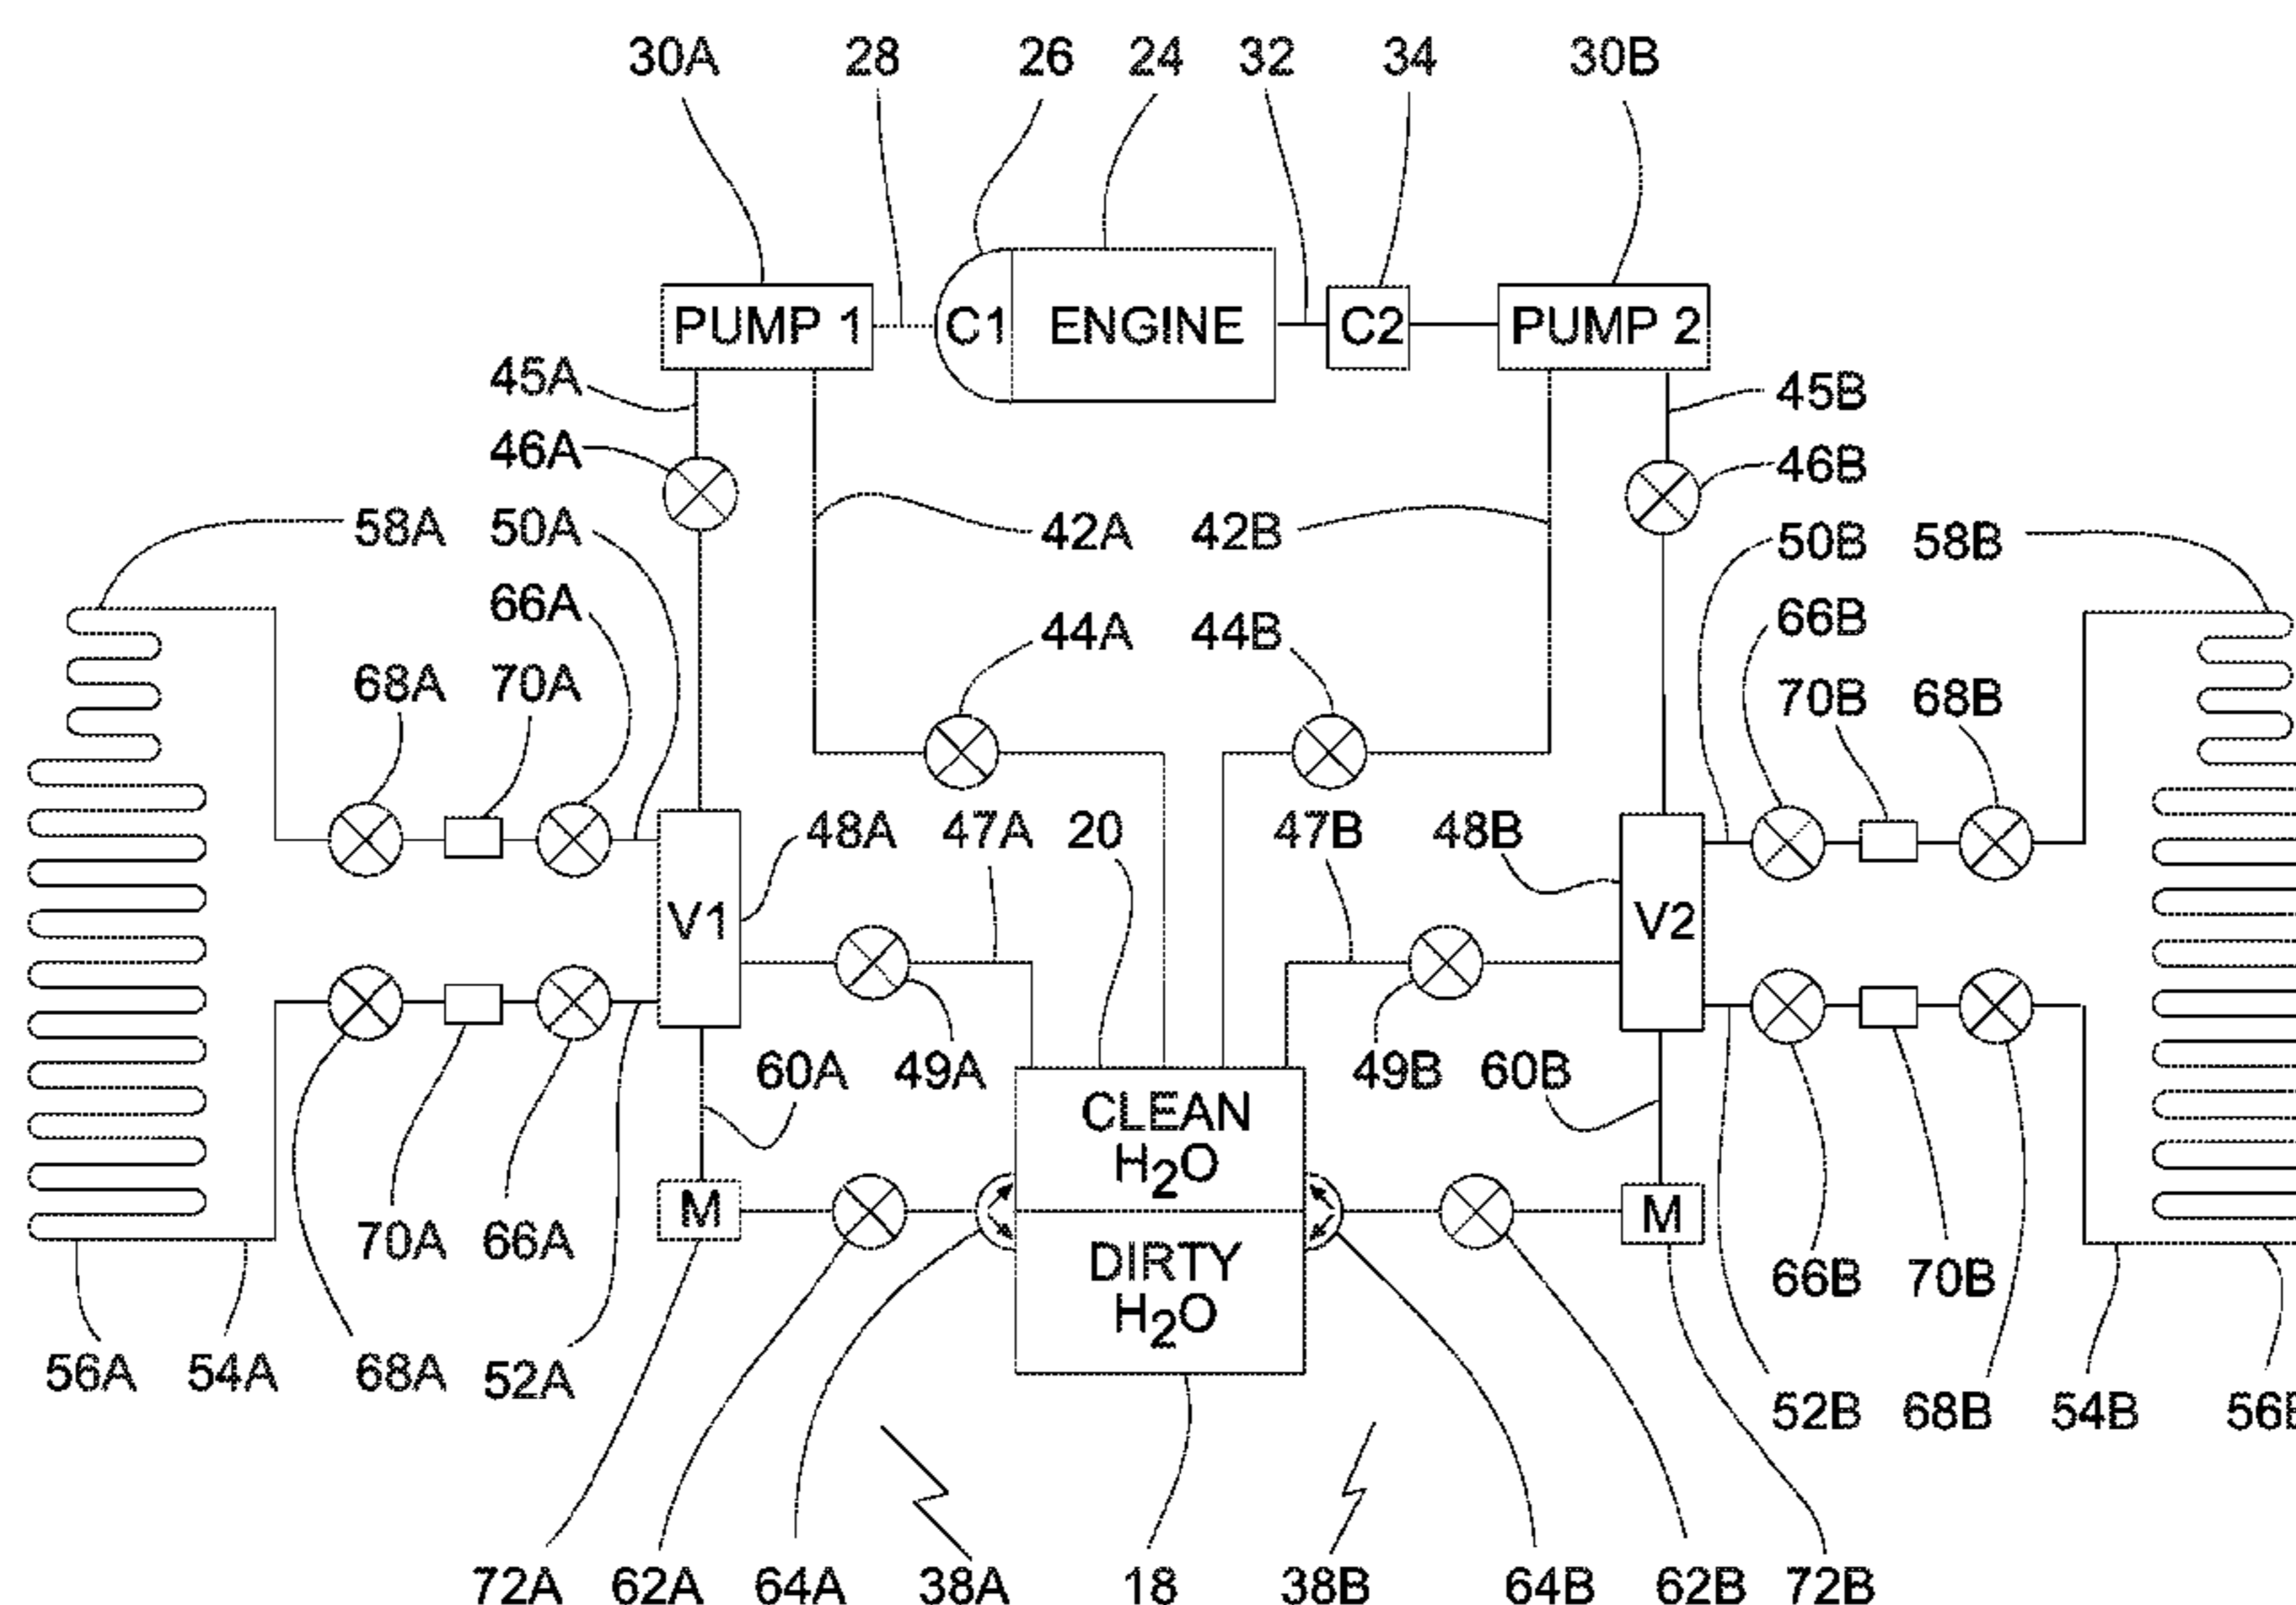 30A 28 26 24 32 34 30B
PUMP 1 C1 ENGINE C2 PUMP 2
45A 45B
46A 46B
58A 50A 42A 42B 50B 58B
66A 44A 44B 66B
68A 70A 70B 68B
48A 47A 20 47B 48B
V1 V2
60A 49A 49B 60B
CLEAN
H2O
M M
70A 66A DIRTY 66B 70B
H2O
56A 54A 68A 52A 52B 68B 54B
72A 62A 64A 38A 18 38B 64B 62B 72B